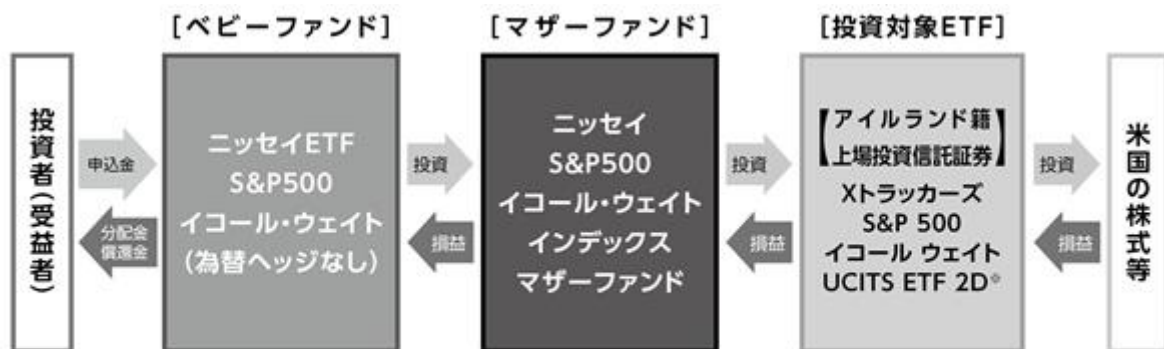 [ベビーファンド]
[マザーファンド]
[投資対象ETF]
投資者(受益者)
申込金
分配金
償還金
ニッセイETF
S&P500
イコール・ウェイト
(為替ヘッジなし)
投資
損益
ニッセイ
S&P500
イコール・ウェイト
インデックス
マザーファンド
投資
損益
【アイルランド籍
上場投資信託証券】
Xトラッカーズ
S&P 500
イコール ウェイト
UCITS ETF 2D※
投資
損益
米国の株式等